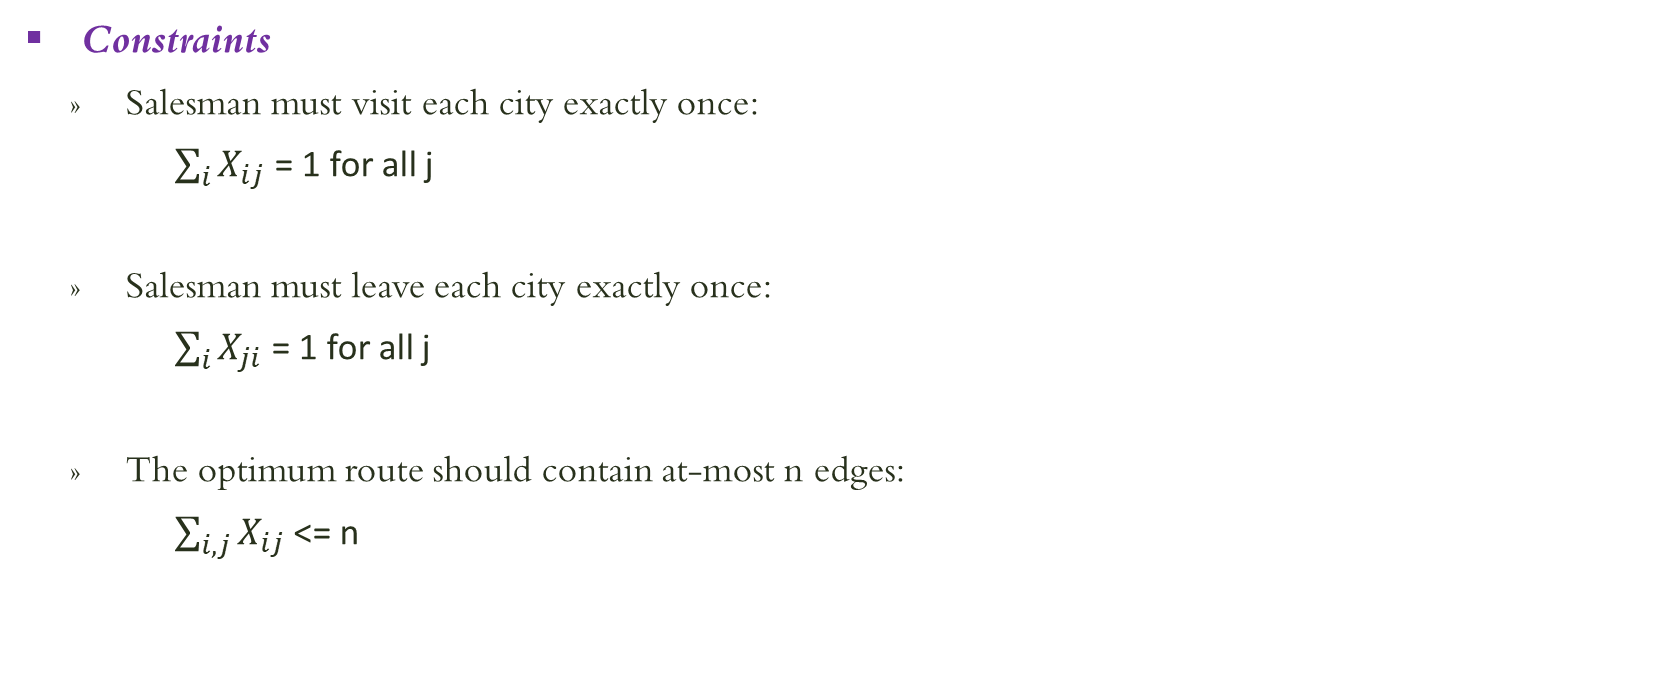 ▪ Constraints
» Salesman must visit each city exactly once:
∑ᵢ Xᵢⱼ = 1 for all j
» Salesman must leave each city exactly once:
∑ᵢ Xⱼᵢ = 1 for all j
» The optimum route should contain at-most n edges:
∑ᵢ,ⱼ Xᵢⱼ <= n